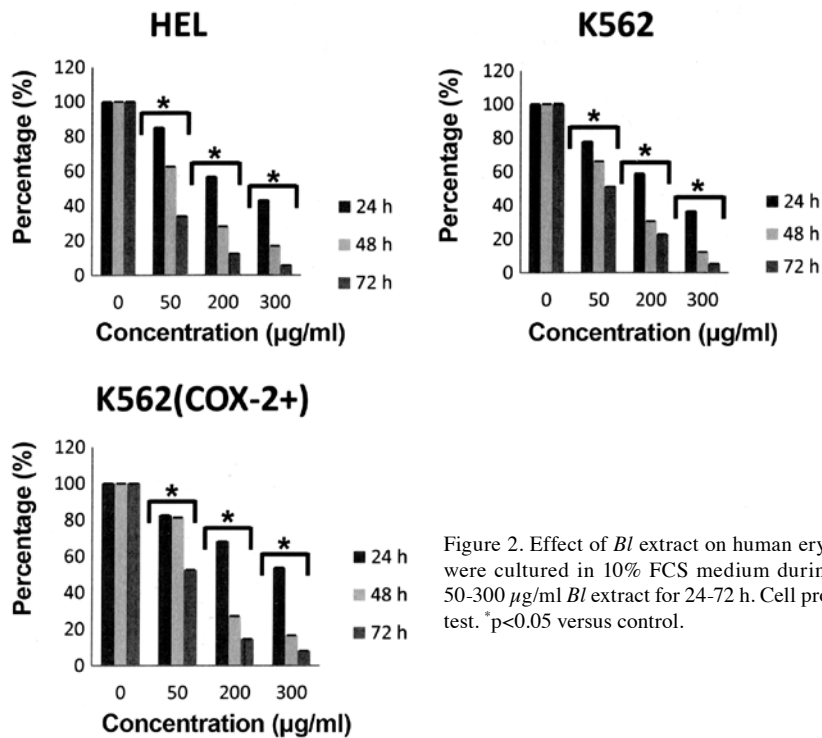 HEL
120
100
80
60
40
20
0
Percentage (%)
*
*
*
24 h
48 h
72 h
0 50 200 300
Concentration (µg/ml)
K562
120
100
80
60
40
20
0
Percentage (%)
*
*
*
24 h
48 h
72 h
0 50 200 300
Concentration (µg/ml)
K562(COX-2+)
120
100
80
60
40
20
0
Percentage (%)
*
*
*
24 h
48 h
72 h
0 50 200 300
Concentration (µg/ml)
Figure 2. Effect of Bl extract on human ery
were cultured in 10% FCS medium durin
50-300 µg/ml Bl extract for 24-72 h. Cell pro
test. *p<0.05 versus control.